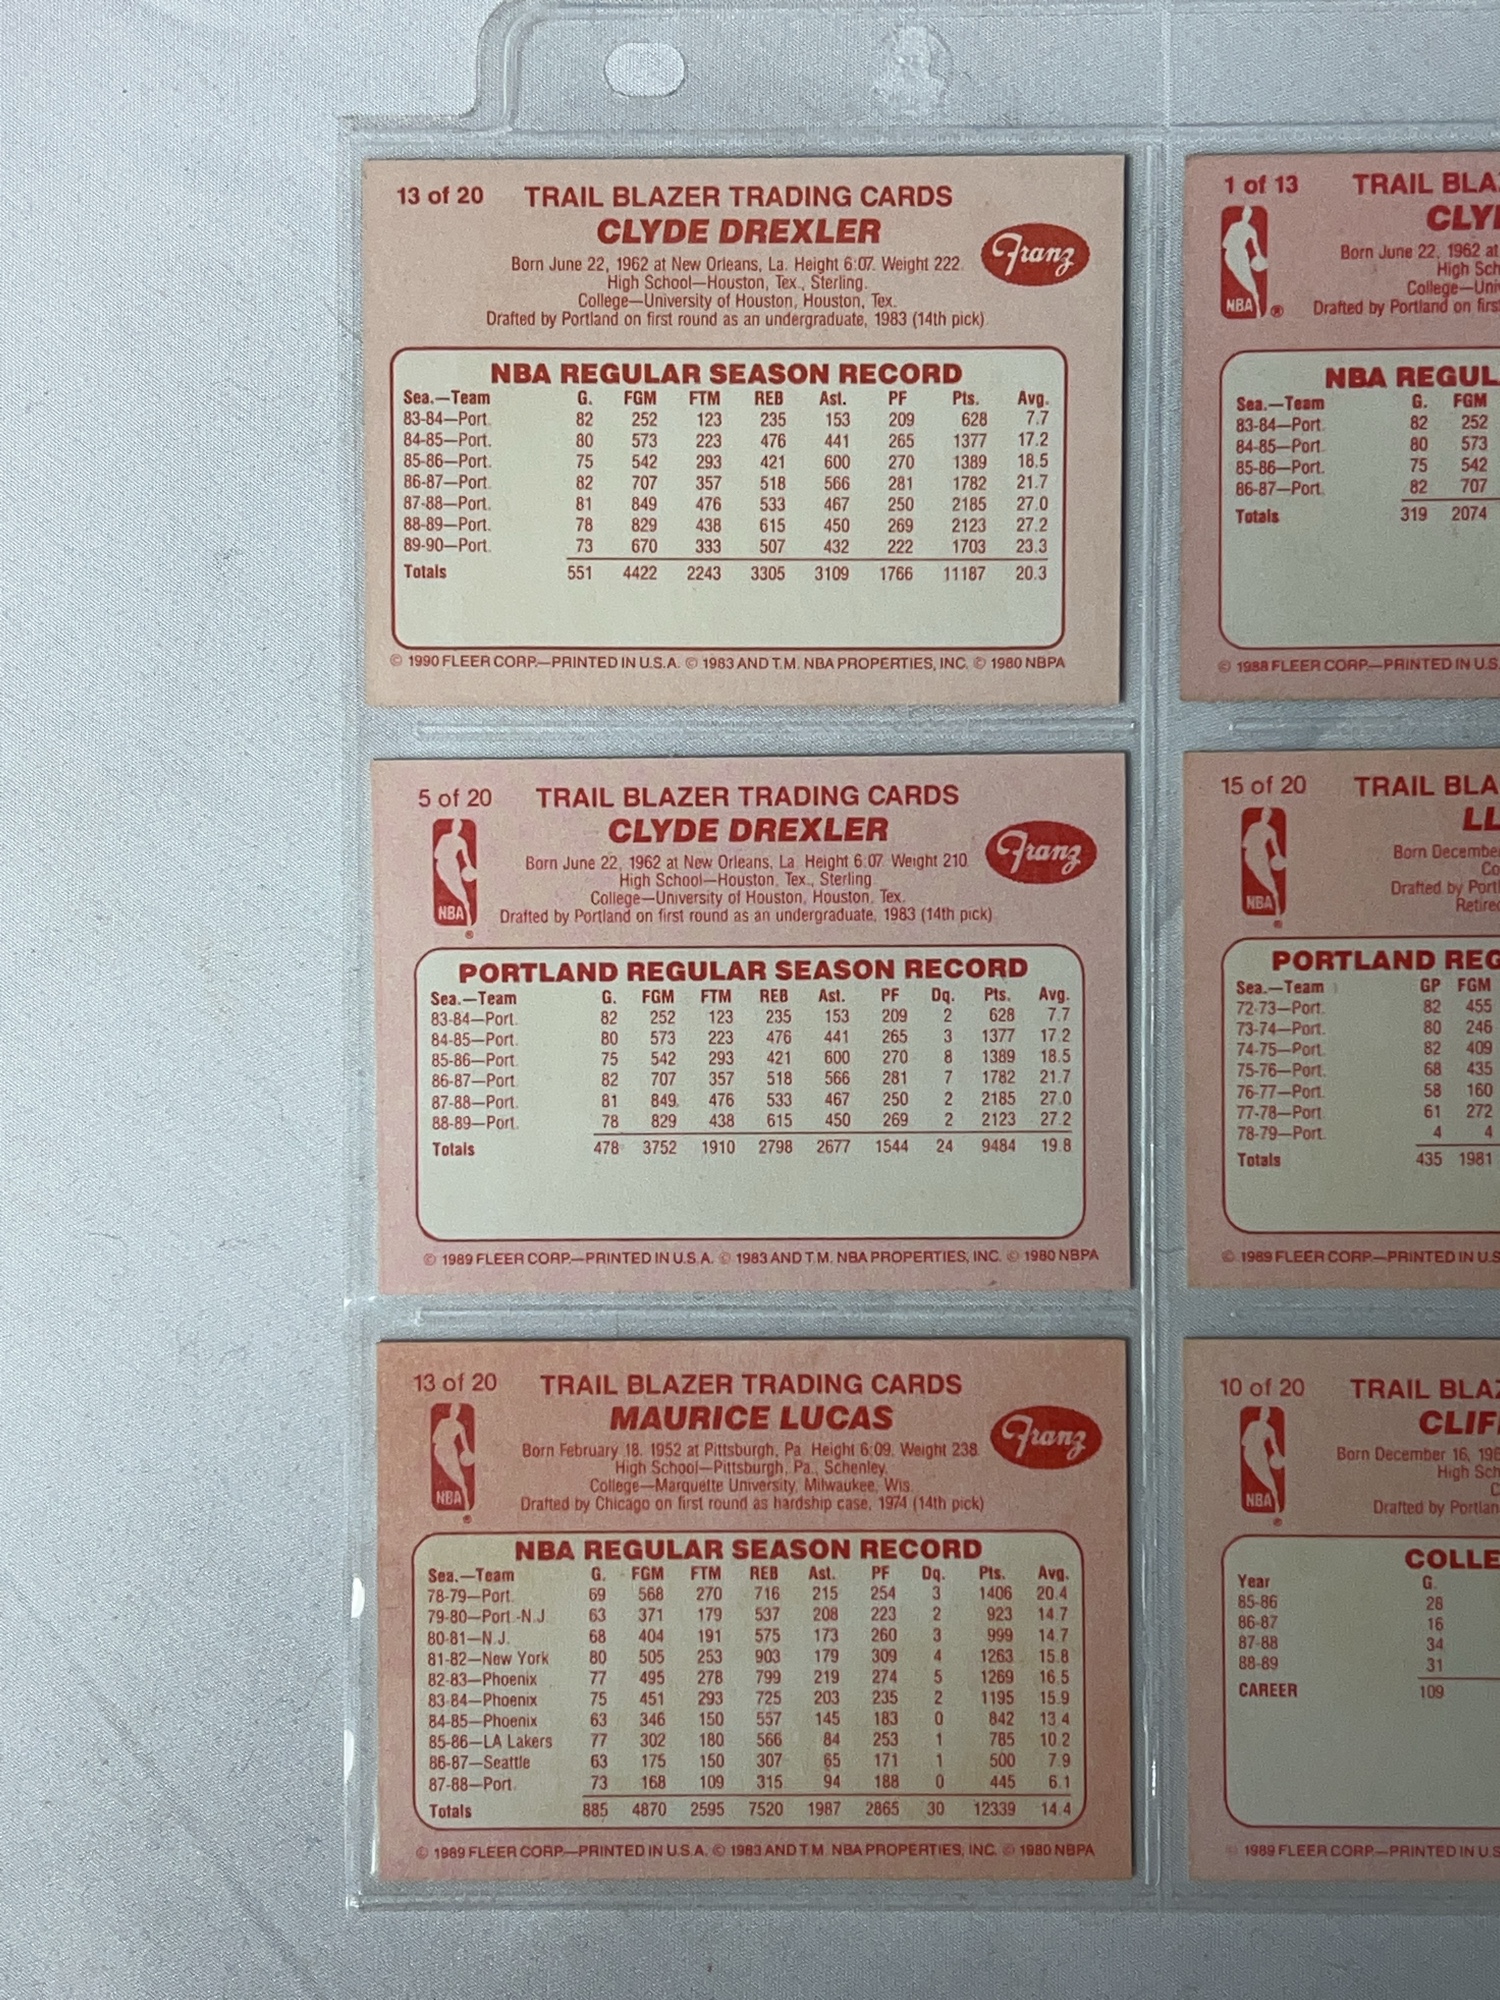 13 of 20 TRAIL BLAZER TRADING CARDS
CLYDE DREXLER
Franz
Born June 22, 1962 at New Orleans, La. Height 6:07. Weight 222.
High School—Houston, Tex., Sterling.
College—University of Houston, Houston, Tex.
Drafted by Portland on first round as an undergraduate, 1983 (14th pick)
NBA REGULAR SEASON RECORD
Sea.—Team G. FGM FTM REB Ast. PF Pts. Avg.
83-84—Port. 82 252 123 235 153 209 628 7.7
84-85—Port. 80 573 223 476 441 265 1377 17.2
85-86—Port. 75 542 293 421 600 270 1389 18.5
86-87—Port. 82 707 357 518 566 281 1782 21.7
87-88—Port. 81 849 476 533 467 250 2185 27.0
88-89—Port. 78 829 438 615 450 269 2123 27.2
89-90—Port. 73 670 333 507 432 222 1703 23.3
Totals 551 4422 2243 3305 3109 1766 11187 20.3
© 1990 FLEER CORP.—PRINTED IN U.S.A. © 1983 AND T.M. NBA PROPERTIES, INC. © 1980 NBPA
1 of 13 TRAIL BLA
CLY
NBA ®
Born June 22, 1962 at
High Sch
College—Uni
Drafted by Portland on firs
NBA REGUL
Sea.—Team G. FGM
83-84—Port. 82 252
84-85—Port. 80 573
85-86—Port. 75 542
86-87—Port. 82 707
Totals 319 2074
© 1988 FLEER CORP.—PRINTED IN U.S.
5 of 20 TRAIL BLAZER TRADING CARDS
CLYDE DREXLER
NBA ®
Franz
Born June 22, 1962 at New Orleans, La. Height 6:07 Weight 210.
High School—Houston, Tex., Sterling
College—University of Houston, Houston, Tex.
Drafted by Portland on first round as an undergraduate, 1983 (14th pick)
PORTLAND REGULAR SEASON RECORD
Sea.—Team G. FGM FTM REB Ast. PF Dq. Pts. Avg.
83-84—Port. 82 252 123 235 153 209 2 628 7.7
84-85—Port. 80 573 223 476 441 265 3 1377 17.2
85-86—Port. 75 542 293 421 600 270 8 1389 18.5
86-87—Port. 82 707 357 518 566 281 7 1782 21.7
87-88—Port. 81 849 476 533 467 250 2 2185 27.0
88-89—Port. 78 829 438 615 450 269 2 2123 27.2
Totals 478 3752 1910 2798 2677 1544 24 9484 19.8
© 1989 FLEER CORP.—PRINTED IN U.S.A. © 1983 AND T.M. NBA PROPERTIES, INC. © 1980 NBPA
15 of 20 TRAIL BLA
LL
NBA ®
Born Decembe
Co
Drafted by Port
Retired
PORTLAND REG
Sea.—Team GP FGM
72-73—Port. 82 455
73-74—Port. 80 246
74-75—Port. 82 409
75-76—Port. 68 435
76-77—Port. 58 160
77-78—Port. 61 272
78-79—Port. 4 4
Totals 435 1981
© 1989 FLEER CORP.—PRINTED IN U.S
13 of 20 TRAIL BLAZER TRADING CARDS
MAURICE LUCAS
NBA ®
Franz
Born February 18, 1952 at Pittsburgh, Pa. Height 6:09. Weight 238.
High School—Pittsburgh, Pa., Schenley.
College—Marquette University, Milwaukee, Wis.
Drafted by Chicago on first round as hardship case, 1974 (14th pick)
NBA REGULAR SEASON RECORD
Sea.—Team G. FGM FTM REB Ast. PF Dq. Pts. Avg.
78-79—Port. 69 568 270 716 215 254 3 1406 20.4
79-80—Port.-N.J. 63 371 179 537 208 223 2 923 14.7
80-81—N.J. 68 404 191 575 173 260 3 999 14.7
81-82—New York 80 505 253 903 179 309 4 1263 15.8
82-83—Phoenix 77 495 278 799 219 274 5 1269 16.5
83-84—Phoenix 75 451 293 725 203 235 2 1195 15.9
84-85—Phoenix 63 346 150 557 145 183 0 842 13.4
85-86—LA Lakers 77 302 180 566 84 253 1 785 10.2
86-87—Seattle 63 175 150 307 65 171 1 500 7.9
87-88—Port. 73 168 109 315 94 188 0 445 6.1
Totals 885 4870 2595 7520 1987 2865 30 12339 14.4
© 1989 FLEER CORP.—PRINTED IN U.S.A. © 1983 AND T.M. NBA PROPERTIES, INC. © 1980 NBPA
10 of 20 TRAIL BLAZ
CLIF
NBA ®
Born December 16, 196
High Sch
C
Drafted by Portlan
COLLE
Year G.
85-86 28
86-87 16
87-88 34
88-89 31
CAREER 109
© 1989 FLEER CORP.—PRINTED IN U.S